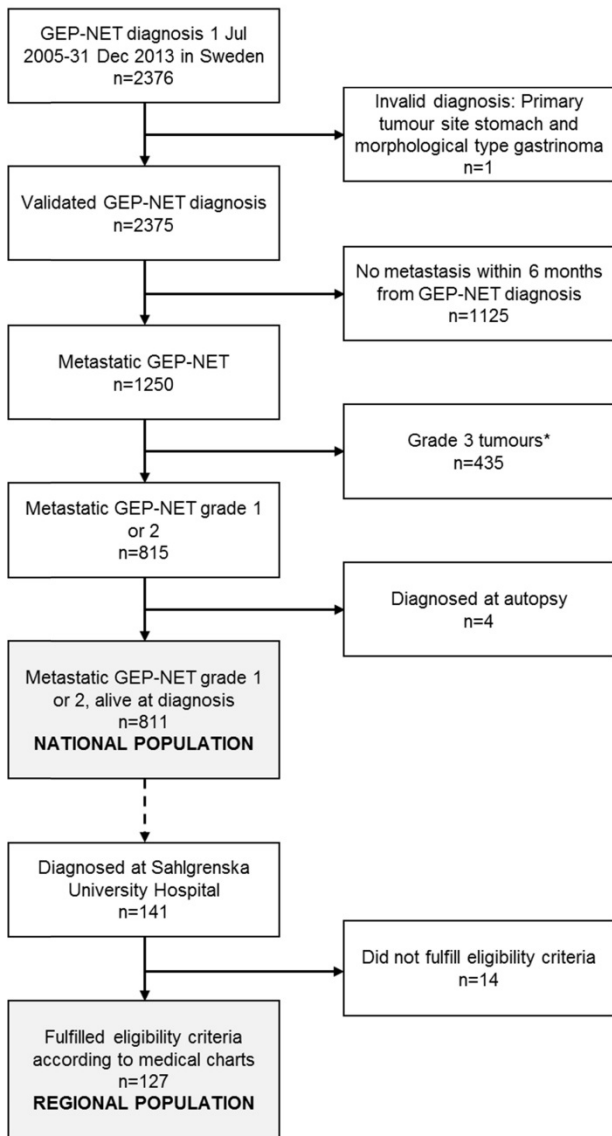 GEP-NET diagnosis 1 Jul
2005-31 Dec 2013 in Sweden
n=2376
Invalid diagnosis: Primary
tumour site stomach and
morphological type gastrinoma
n=1
Validated GEP-NET diagnosis
n=2375
No metastasis within 6 months
from GEP-NET diagnosis
n=1125
Metastatic GEP-NET
n=1250
Grade 3 tumours*
n=435
Metastatic GEP-NET grade 1
or 2
n=815
Diagnosed at autopsy
n=4
Metastatic GEP-NET grade 1
or 2, alive at diagnosis
n=811
NATIONAL POPULATION
Diagnosed at Sahlgrenska
University Hospital
n=141
Did not fulfill eligibility criteria
n=14
Fulfilled eligibility criteria
according to medical charts
n=127
REGIONAL POPULATION